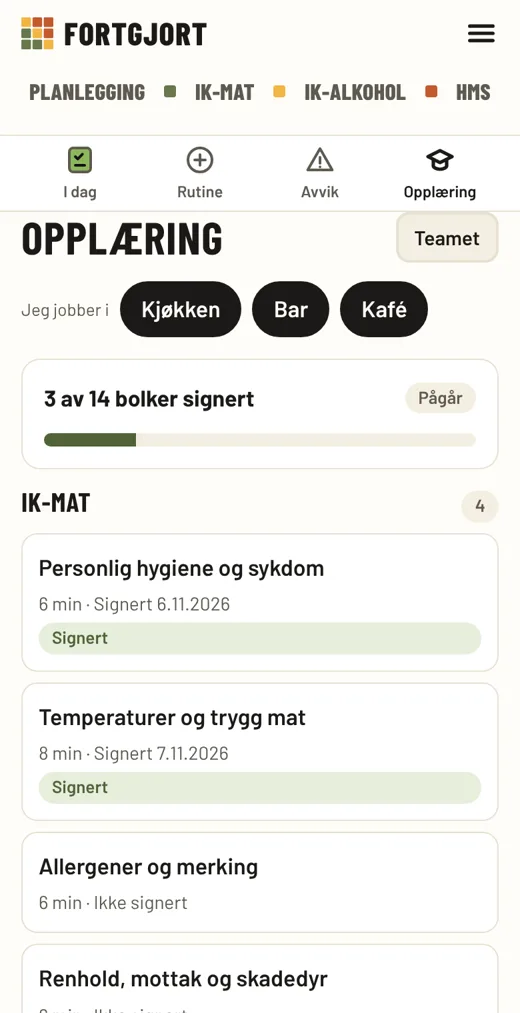 FORTGJORT
PLANLEGGING IK-MAT IK-ALKOHOL HMS
I dag Rutine Avvik Opplæring
OPPLÆRING Teamet
Jeg jobber i Kjøkken Bar Kafé
3 av 14 bolker signert Pågår
IK-MAT 4
Personlig hygiene og sykdom
6 min · Signert 6.11.2026
Signert
Temperaturer og trygg mat
8 min · Signert 7.11.2026
Signert
Allergener og merking
6 min · Ikke signert
Renhold, mottak og skadedyr